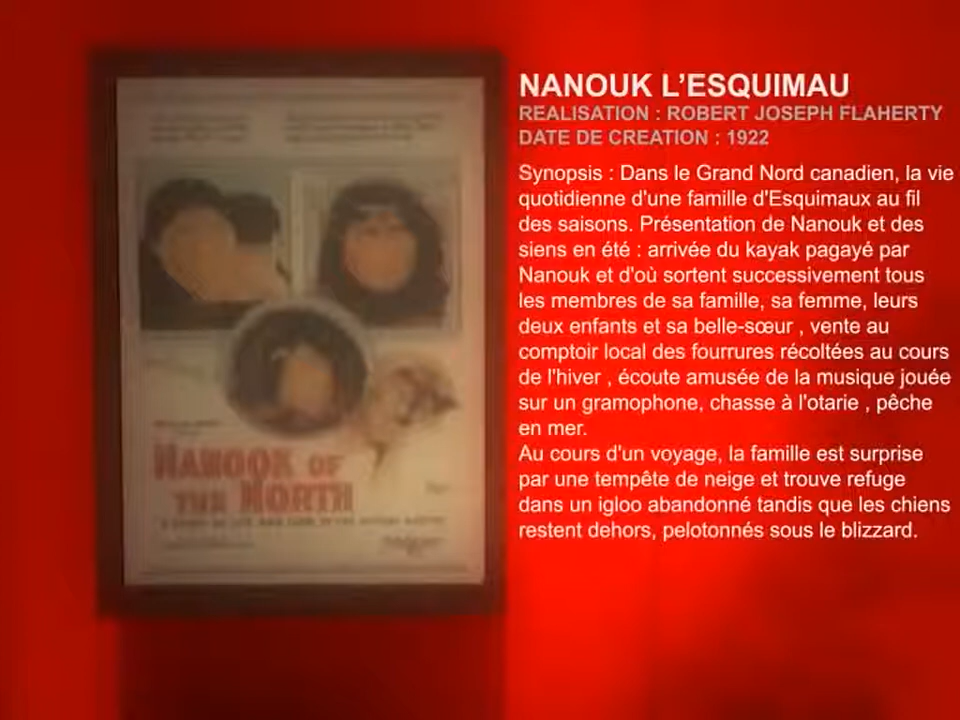 NANOUK L’ESQUIMAU
REALISATION : ROBERT JOSEPH FLAHERTY
DATE DE CREATION : 1922
Synopsis : Dans le Grand Nord canadien, la vie
quotidienne d'une famille d'Esquimaux au fil
des saisons. Présentation de Nanouk et des
siens en été : arrivée du kayak pagayé par
Nanouk et d'où sortent successivement tous
les membres de sa famille, sa femme, leurs
deux enfants et sa belle-sœur , vente au
comptoir local des fourrures récoltées au cours
de l'hiver , écoute amusée de la musique jouée
sur un gramophone, chasse à l'otarie , pêche
en mer.
Au cours d'un voyage, la famille est surprise
par une tempête de neige et trouve refuge
dans un igloo abandonné tandis que les chiens
restent dehors, pelotonnés sous le blizzard.
NANOOK OF
THE NORTH